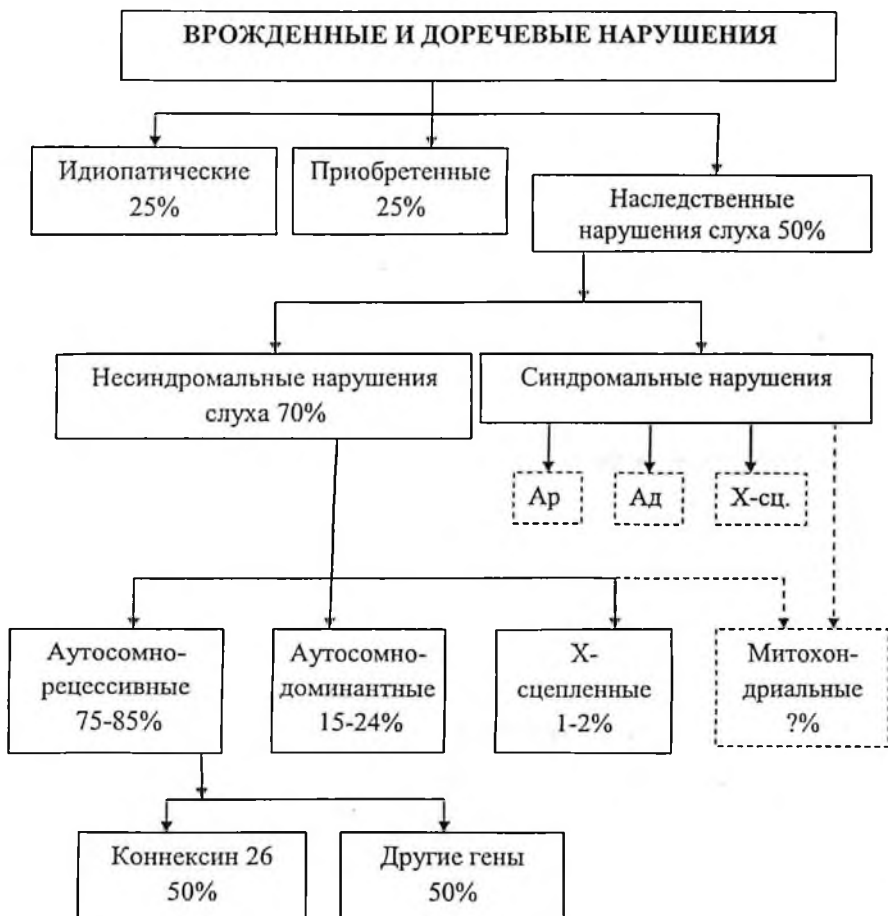 ВРОЖДЕННЫЕ И ДОРЕЧЕВЫЕ НАРУШЕНИЯ
Идиопатические
25%
Приобретенные
25%
Наследственные
нарушения слуха 50%
Несиндромальные нарушения
слуха 70%
Синдромальные нарушения
Ар
Ад
Х-сц.
Аутосомно-
рецессивные
75-85%
Аутосомно-
доминантные
15-24%
Х-
сцепленные
1-2%
Митохон-
дриальные
?%
Коннексин 26
50%
Другие гены
50%